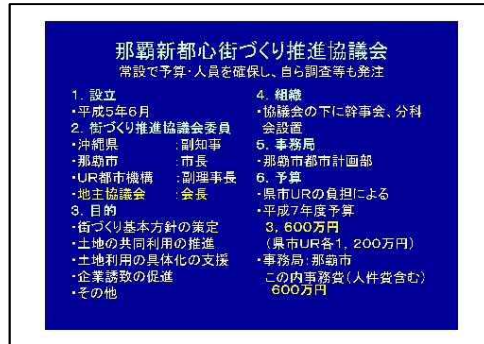 那覇新都心街づくり推進協議会
常設で予算・人員を確保し、自ら調査等も発注
1. 設立
・平成5年6月
2. 街づくり推進協議会委員
・沖縄県　　　：副知事
・那覇市　　　：市長
・UR都市機構　：副理事長
・地主協議会　：会長
3. 目的
・街づくり基本方針の策定
・土地の共同利用の推進
・土地利用の具体化の支援
・企業誘致の促進
・その他
4. 組織
・協議会の下に幹事会、分科
会設置
5. 事務局
・那覇市都市計画部
6. 予算
・県市URの負担による
・平成7年度予算
3, 600万円
（県市UR各1, 200万円）
・事務局：那覇市
この内事務費（人件費含む）
600万円